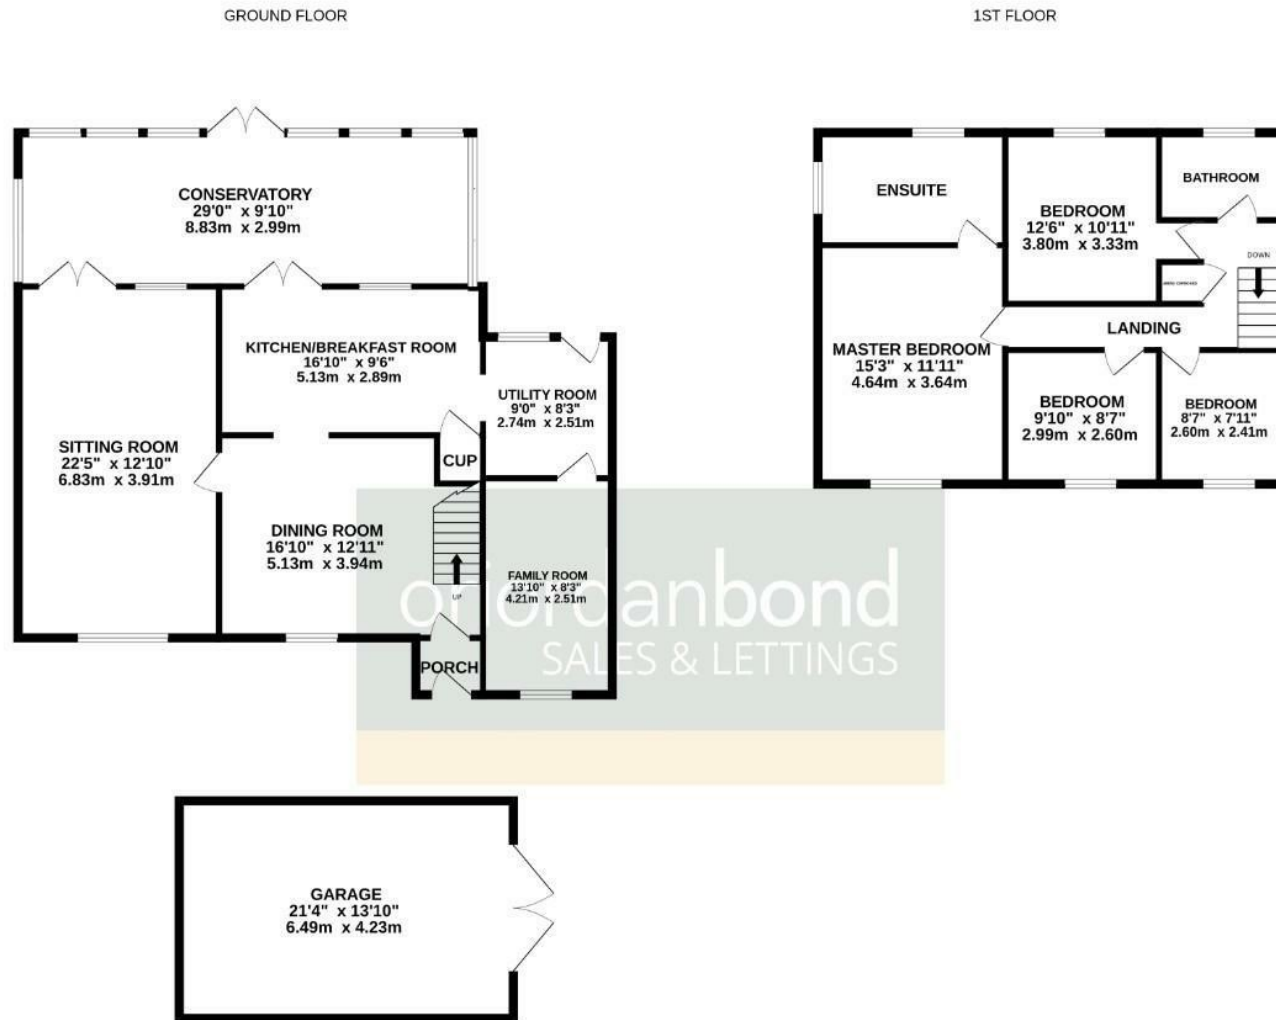 GROUND FLOOR
1ST FLOOR
CONSERVATORY
29'0" x 9'10"
8.83m x 2.99m
KITCHEN/BREAKFAST ROOM
16'10" x 9'6"
5.13m x 2.89m
UTILITY ROOM
9'0" x 8'3"
2.74m x 2.51m
SITTING ROOM
22'5" x 12'10"
6.83m x 3.91m
CUP
DINING ROOM
16'10" x 12'11"
5.13m x 3.94m
UP
FAMILY ROOM
13'10" x 8'3"
4.21m x 2.51m
PORCH
ENSUITE
BEDROOM
12'6" x 10'11"
3.80m x 3.33m
BATHROOM
DOWN
LANDING
MASTER BEDROOM
15'3" x 11'11"
4.64m x 3.64m
BEDROOM
9'10" x 8'7"
2.99m x 2.60m
BEDROOM
8'7" x 7'11"
2.60m x 2.41m
bond
SALES & LETTINGS
GARAGE
21'4" x 13'10"
6.49m x 4.23m